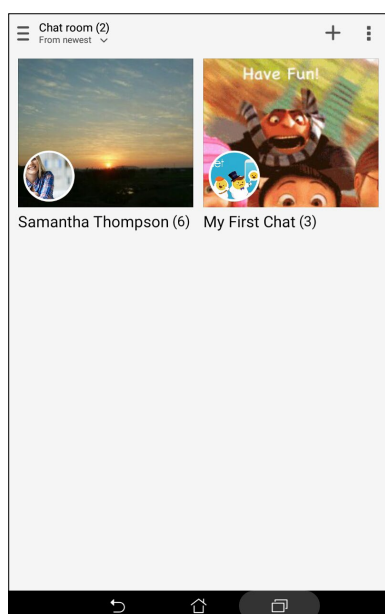 Chat room (2)
From newest
Have Fun!
Samantha Thompson (6)
My First Chat (3)